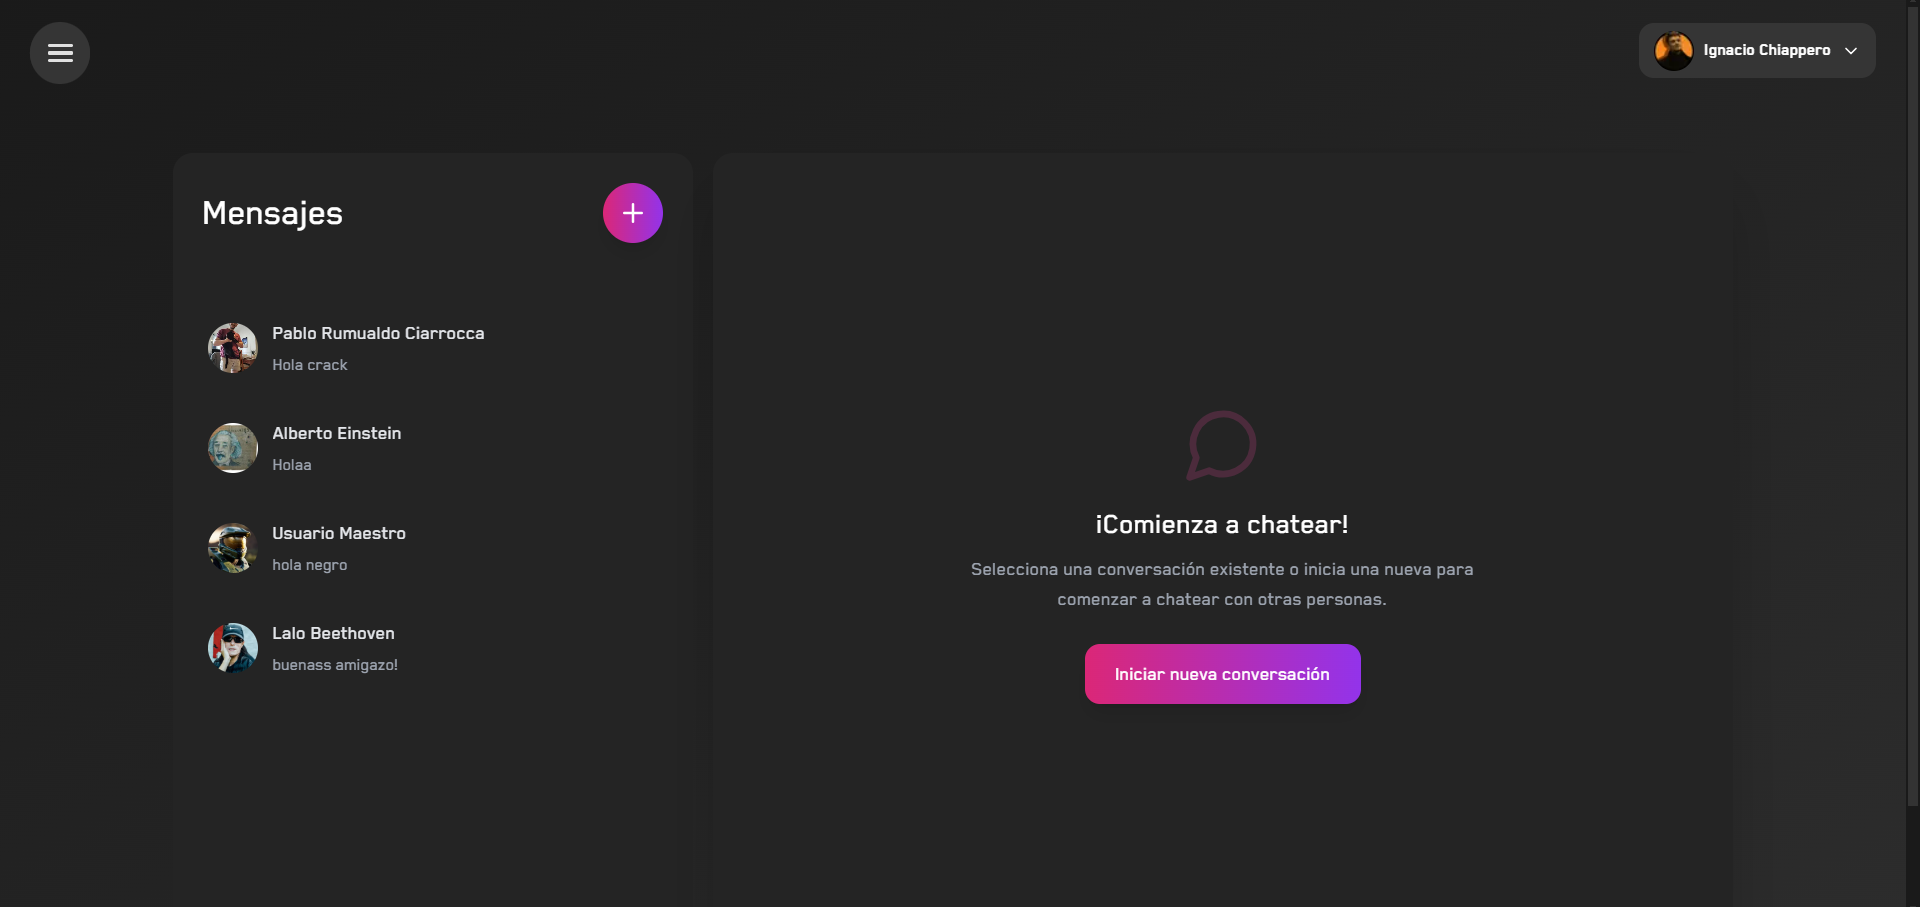 Ignacio Chiappero
Mensajes
Pablo Rumualdo Ciarrocca
Hola crack
Alberto Einstein
Holaa
Usuario Maestro
hola negro
Lalo Beethoven
buenass amigazo!
¡Comienza a chatear!
Selecciona una conversación existente o inicia una nueva para
comenzar a chatear con otras personas.
Iniciar nueva conversación